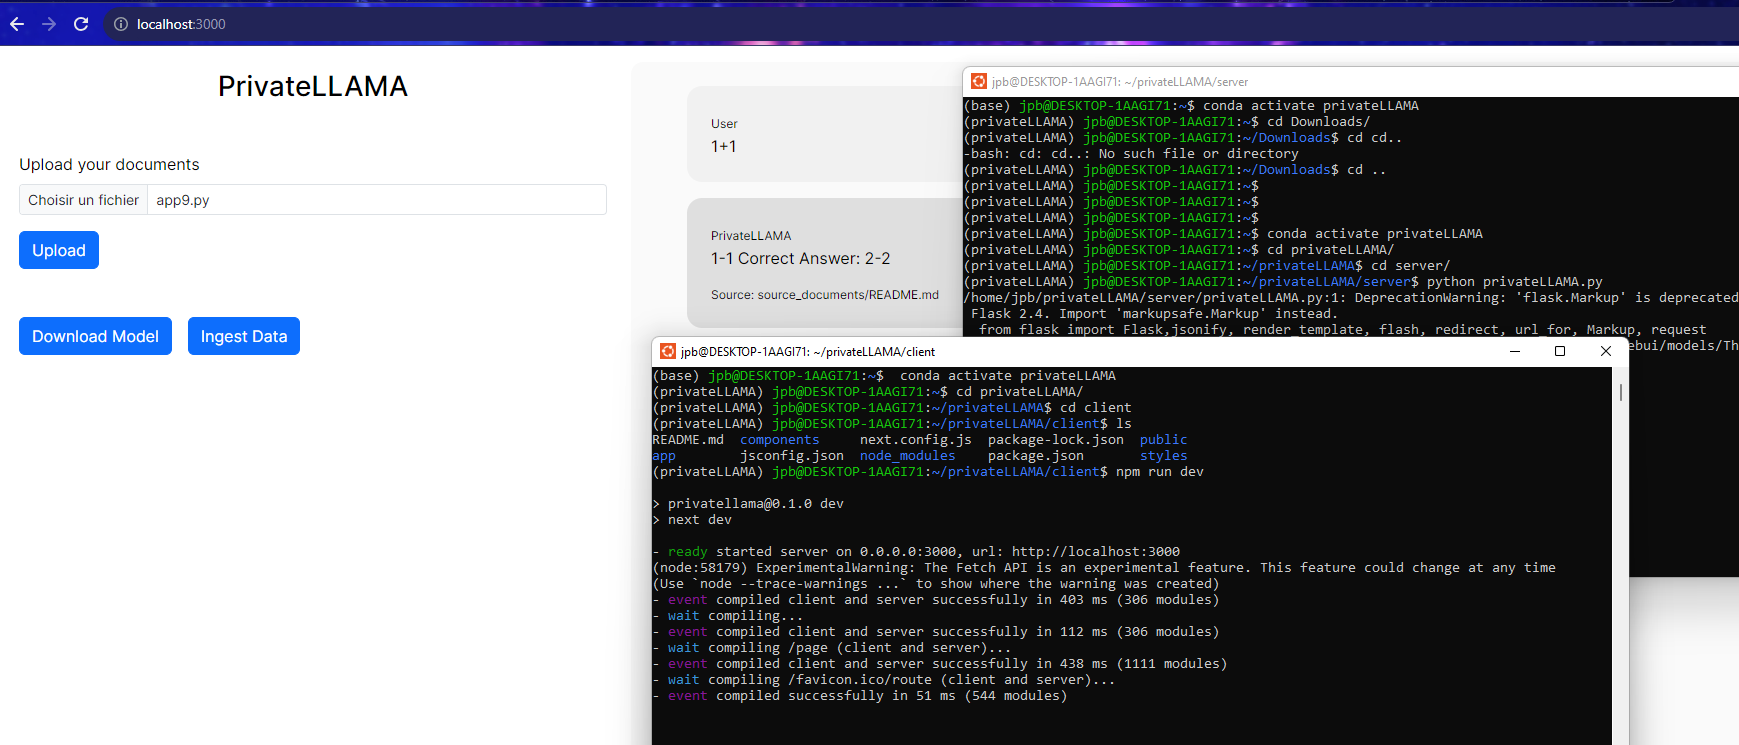 localhost:3000
PrivateLLAMA
Upload your documents
Choisir un fichier app9.py
Upload
Download Model Ingest Data
User
1+1
PrivateLLAMA
1-1 Correct Answer: 2-2
Source: source_documents/README.md
jpb@DESKTOP-1AAGI71: ~/privateLLAMA/server
(base) jpb@DESKTOP-1AAGI71:~$ conda activate privateLLAMA
(privateLLAMA) jpb@DESKTOP-1AAGI71:~$ cd Downloads/
(privateLLAMA) jpb@DESKTOP-1AAGI71:~/Downloads$ cd cd..
-bash: cd: cd..: No such file or directory
(privateLLAMA) jpb@DESKTOP-1AAGI71:~/Downloads$ cd ..
(privateLLAMA) jpb@DESKTOP-1AAGI71:~$
(privateLLAMA) jpb@DESKTOP-1AAGI71:~$
(privateLLAMA) jpb@DESKTOP-1AAGI71:~$
(privateLLAMA) jpb@DESKTOP-1AAGI71:~$ conda activate privateLLAMA
(privateLLAMA) jpb@DESKTOP-1AAGI71:~$ cd privateLLAMA/
(privateLLAMA) jpb@DESKTOP-1AAGI71:~/privateLLAMA$ cd server/
(privateLLAMA) jpb@DESKTOP-1AAGI71:~/privateLLAMA/server$ python privateLLAMA.py
/home/jpb/privateLLAMA/server/privateLLAMA.py:1: DeprecationWarning: 'flask.Markup' is deprecated
Flask 2.4. Import 'markupsafe.Markup' instead.
from flask import Flask,jsonify, render_template, flash, redirect, url_for, Markup, request
ebui/models/Th
jpb@DESKTOP-1AAGI71: ~/privateLLAMA/client
(base) jpb@DESKTOP-1AAGI71:~$  conda activate privateLLAMA
(privateLLAMA) jpb@DESKTOP-1AAGI71:~$ cd privateLLAMA/
(privateLLAMA) jpb@DESKTOP-1AAGI71:~/privateLLAMA$ cd client
(privateLLAMA) jpb@DESKTOP-1AAGI71:~/privateLLAMA/client$ ls
README.md  components     next.config.js  package-lock.json  public
app        jsconfig.json  node_modules    package.json       styles
(privateLLAMA) jpb@DESKTOP-1AAGI71:~/privateLLAMA/client$ npm run dev
> privatellama@0.1.0 dev
> next dev
- ready started server on 0.0.0.0:3000, url: http://localhost:3000
(node:58179) ExperimentalWarning: The Fetch API is an experimental feature. This feature could change at any time
(Use `node --trace-warnings ...` to show where the warning was created)
- event compiled client and server successfully in 403 ms (306 modules)
- wait compiling...
- event compiled client and server successfully in 112 ms (306 modules)
- wait compiling /page (client and server)...
- event compiled client and server successfully in 438 ms (1111 modules)
- wait compiling /favicon.ico/route (client and server)...
- event compiled successfully in 51 ms (544 modules)